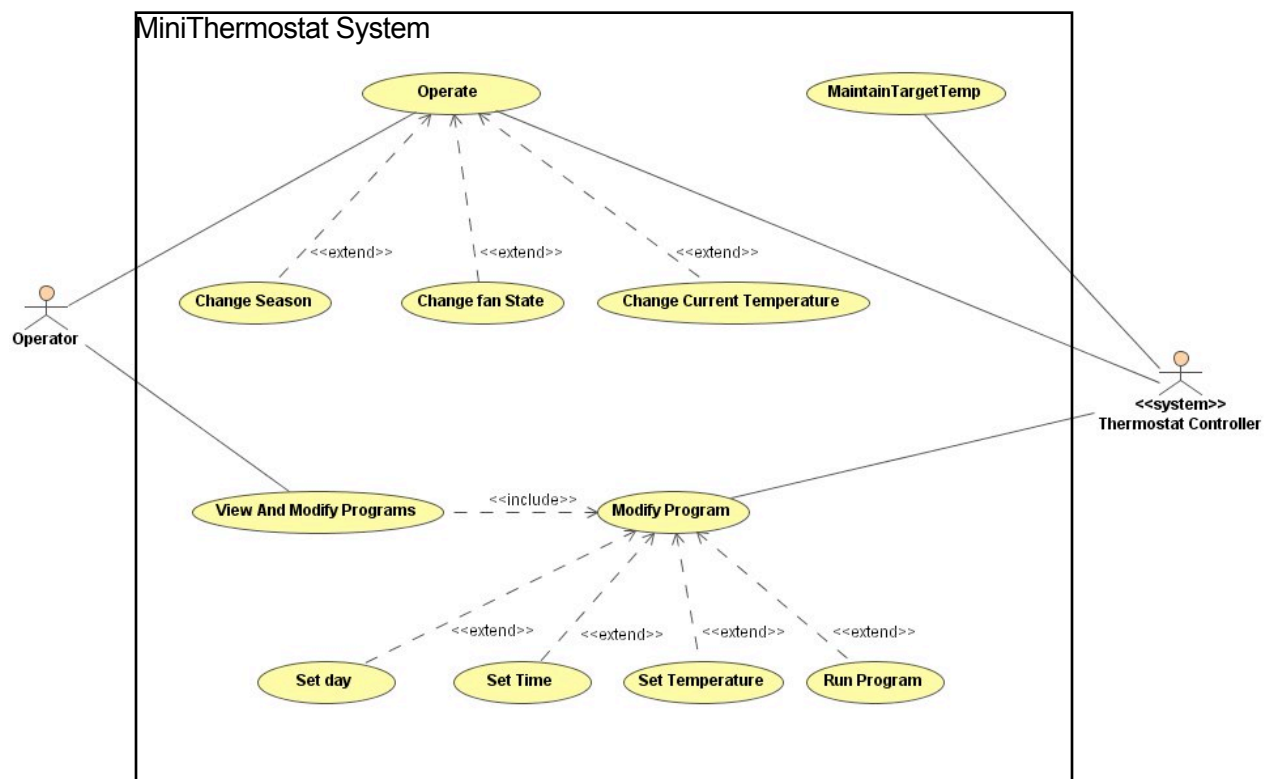 MiniThermostat System
Operate
MaintainTargetTemp
<<extend>>
<<extend>>
<<extend>>
Change Season
Change fan State
Change Current Temperature
Operator
<<system>>
Thermostat Controller
View And Modify Programs
<<include>>
Modify Program
<<extend>>
<<extend>>
<<extend>>
<<extend>>
Set day
Set Time
Set Temperature
Run Program